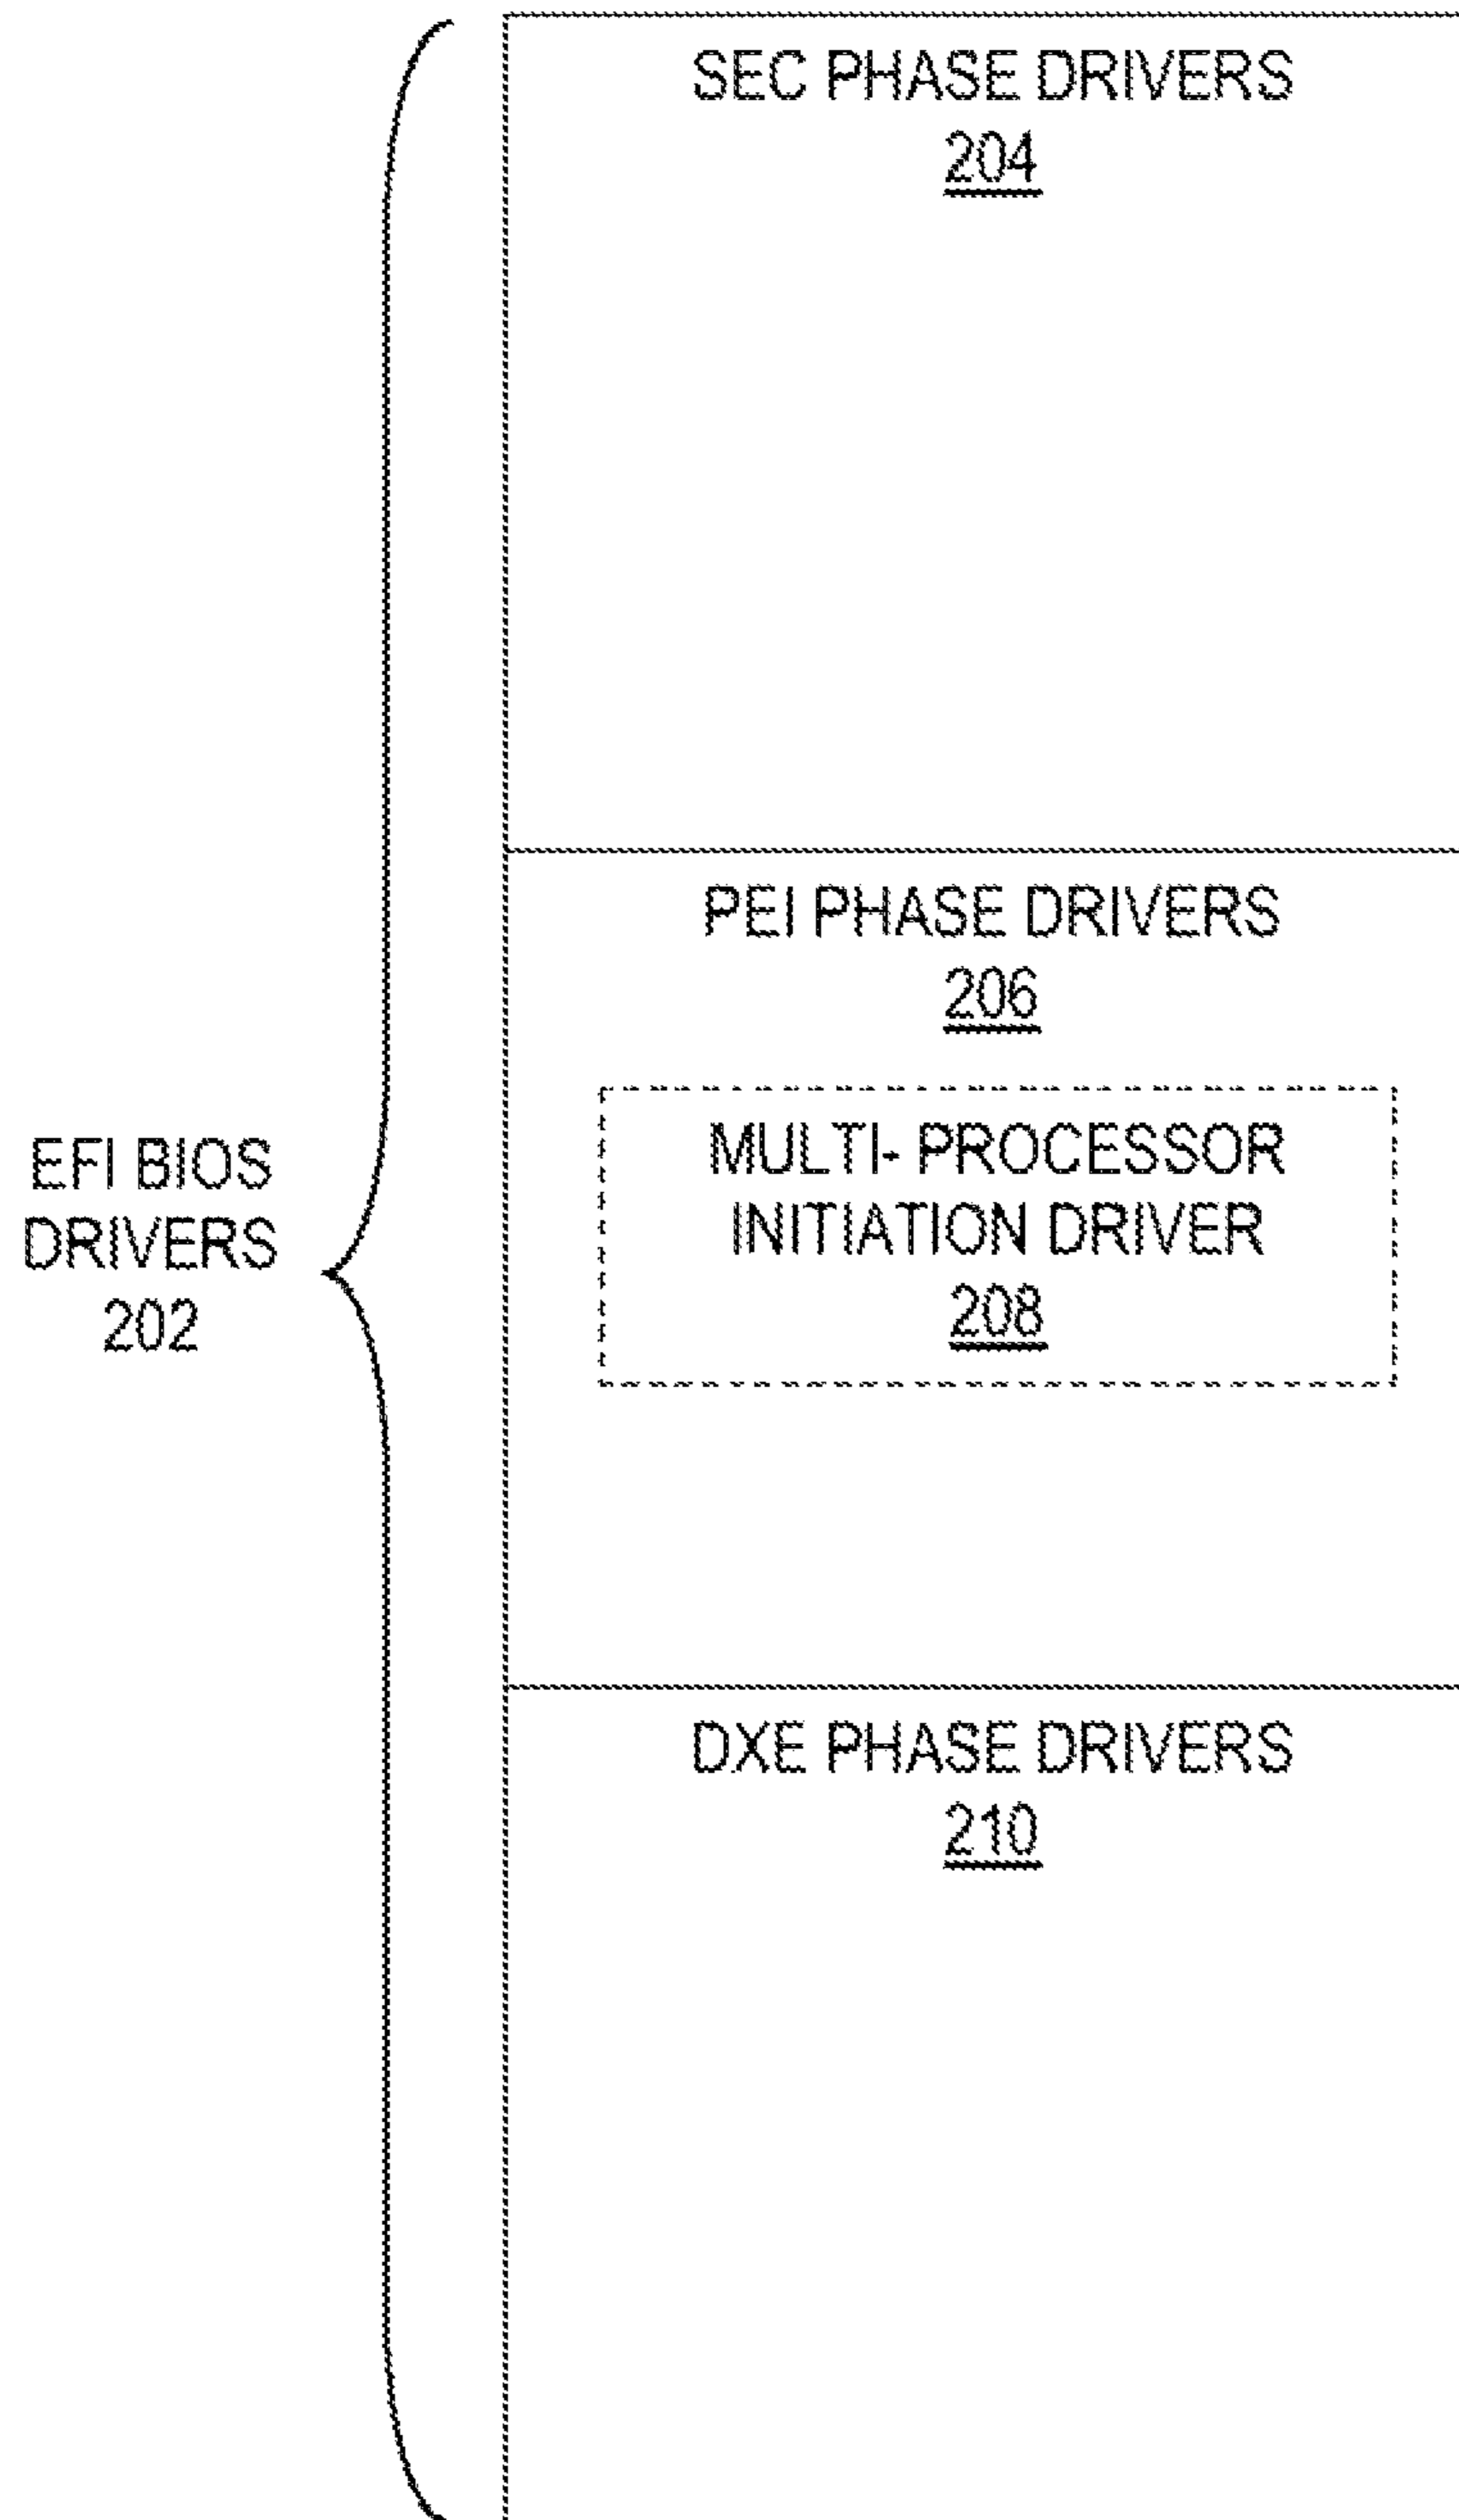 SEC PHASE DRIVERS
204
PEI PHASE DRIVERS
206
MULTI- PROCESSOR
INITIATION DRIVER
208
EFI BIOS
DRIVERS
202
DXE PHASE DRIVERS
210